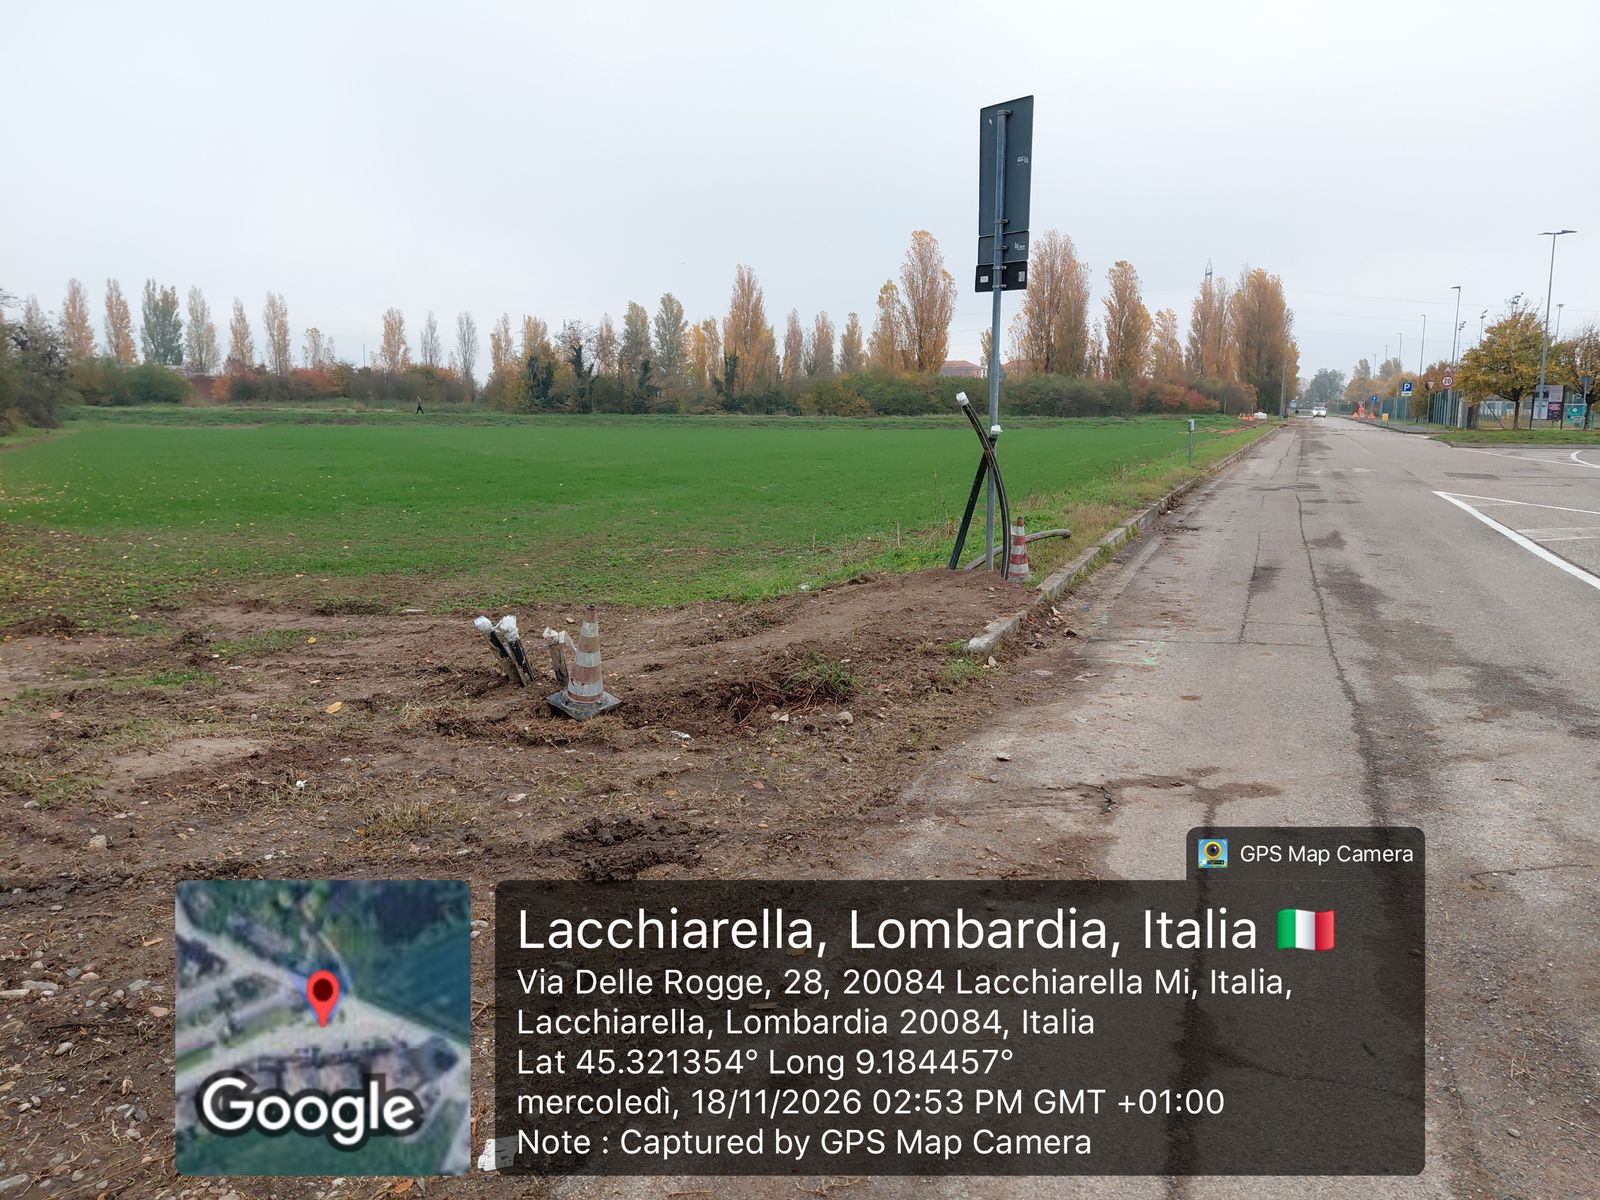 P
20
GPS Map Camera
Lacchiarella, Lombardia, Italia
Via Delle Rogge, 28, 20084 Lacchiarella Mi, Italia,
Lacchiarella, Lombardia 20084, Italia
Lat 45.321354° Long 9.184457°
mercoledì, 18/11/2026 02:53 PM GMT +01:00
Note : Captured by GPS Map Camera
Google